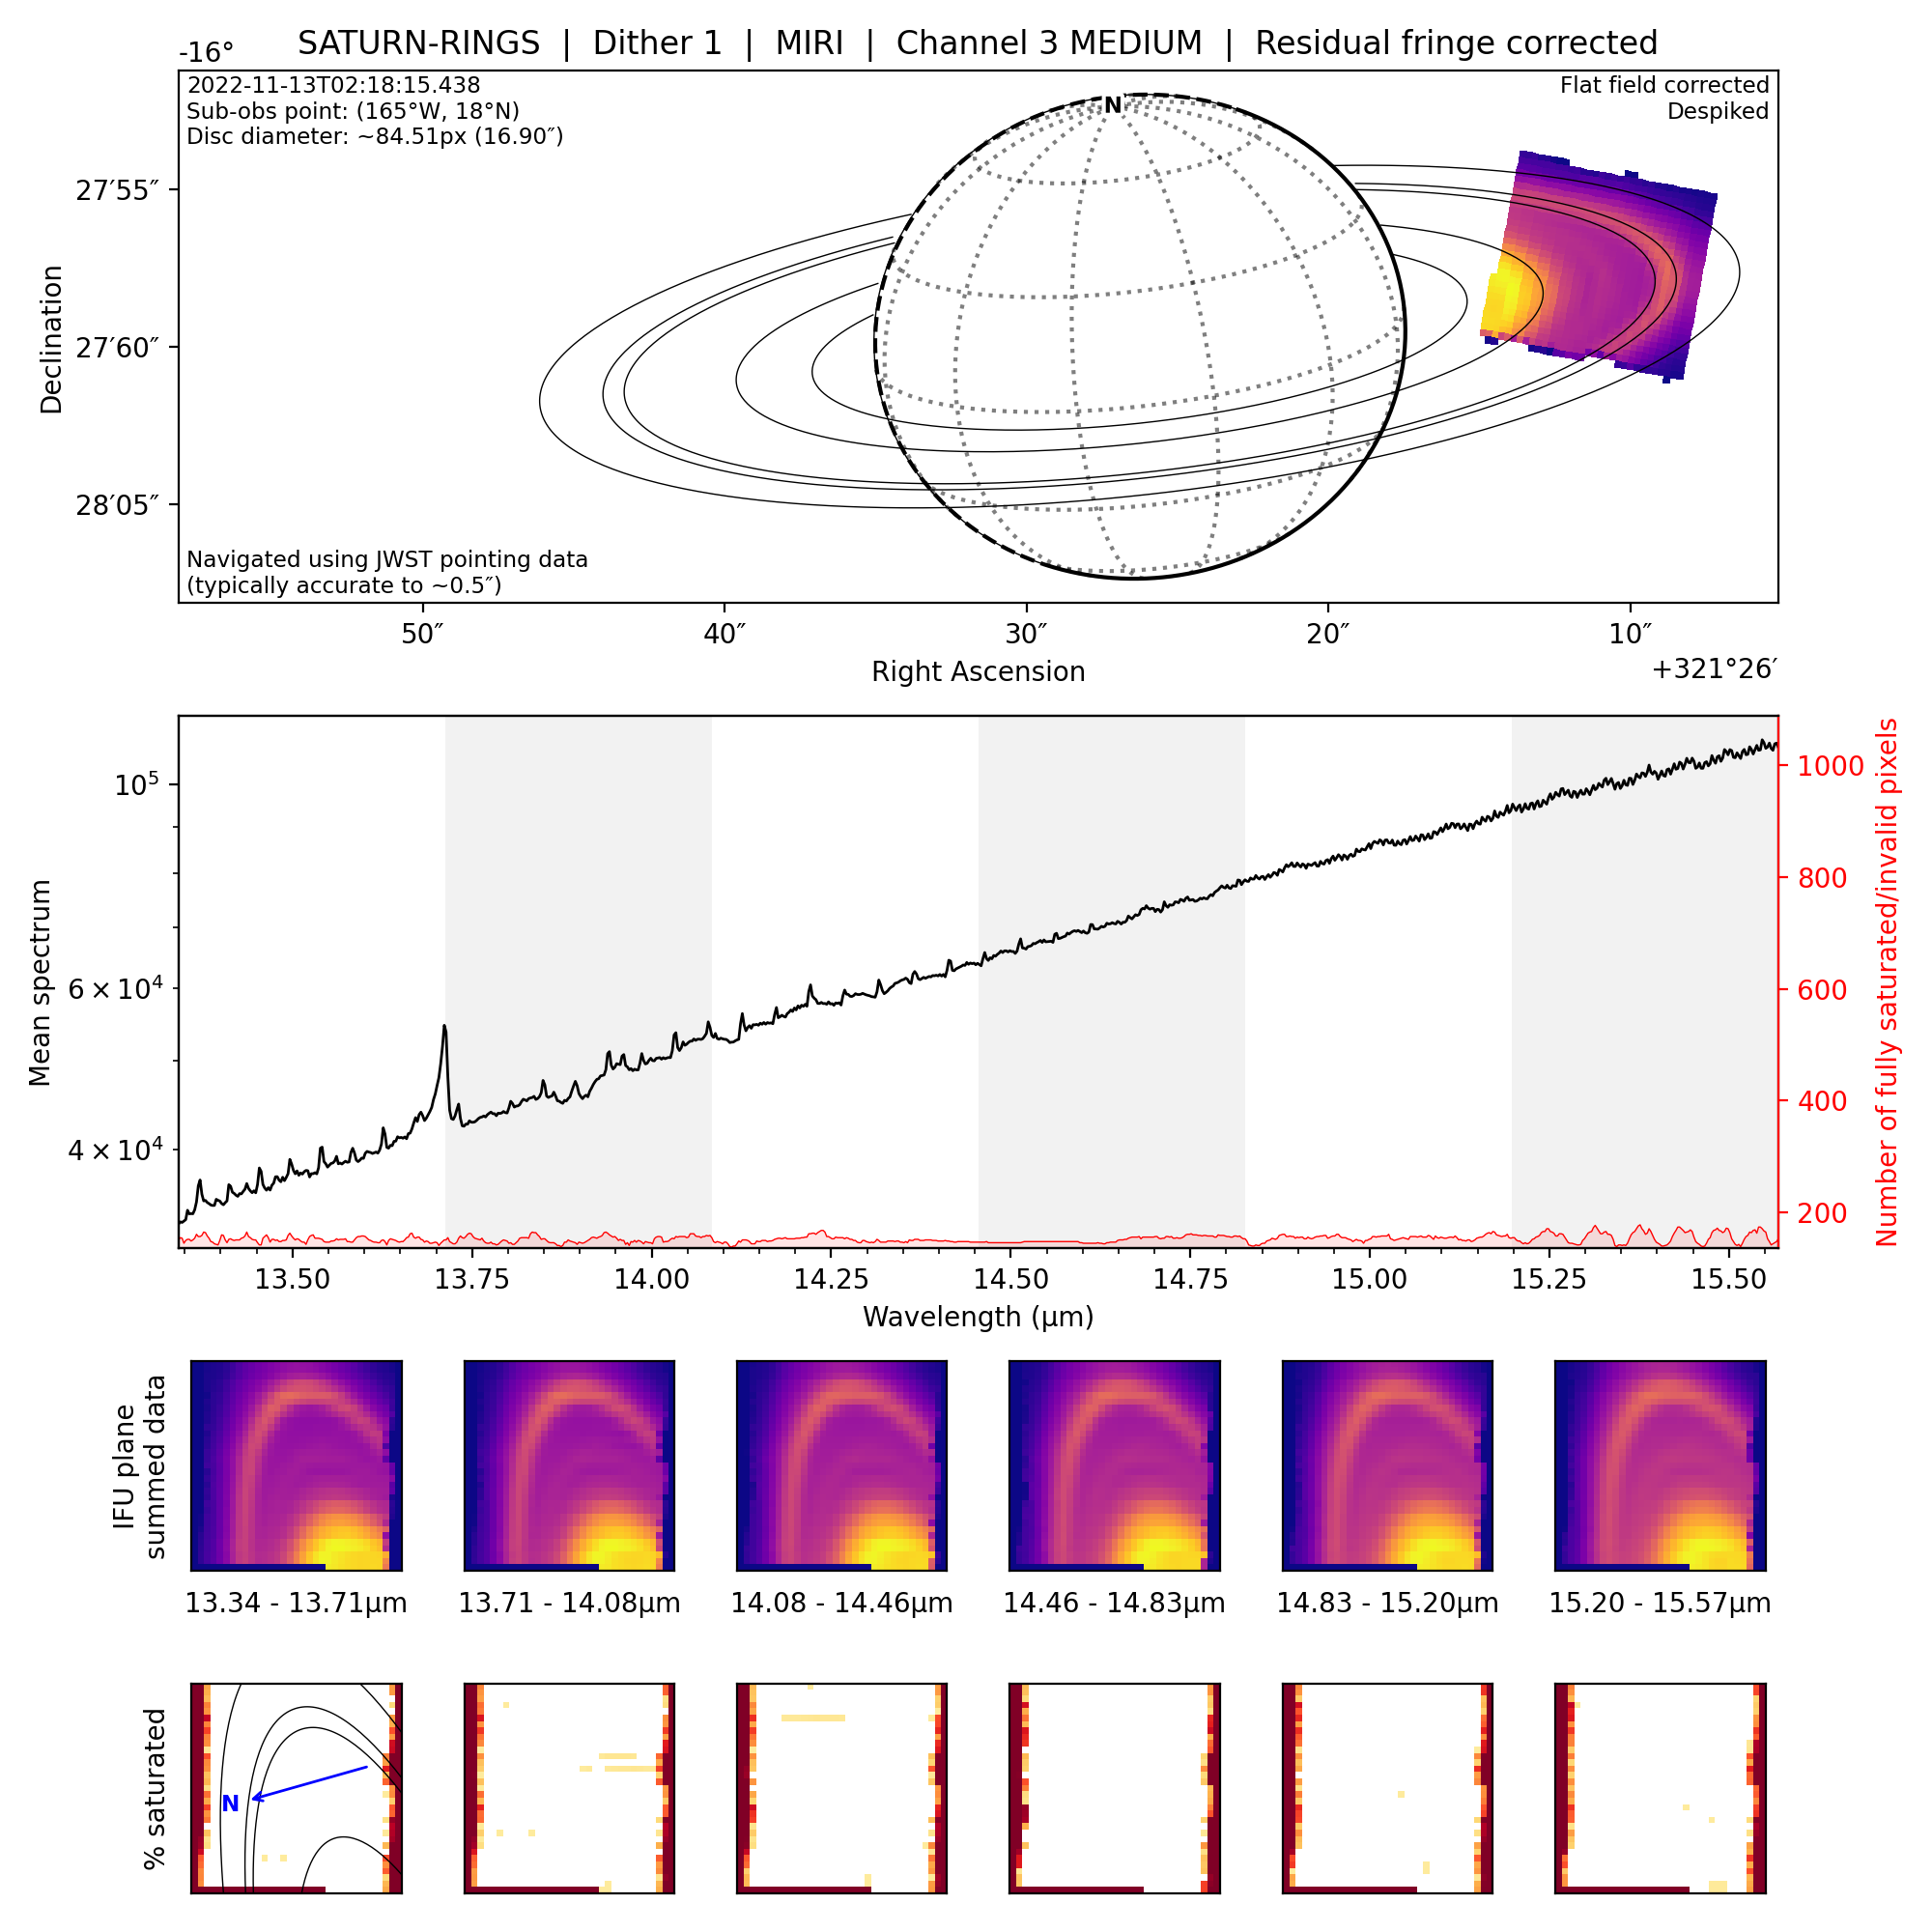 SATURN-RINGS | Dither 1 | MIRI | Channel 3 MEDIUM | Residual fringe corrected
-16°
2022-11-13T02:18:15.438
Sub-obs point: (165°W, 18°N)
Disc diameter: ~84.51px (16.90″)
Flat field corrected
Despiked
N
Declination
27′55″
27′60″
28′05″
Navigated using JWST pointing data
(typically accurate to ~0.5″)
50″ 40″ 30″ 20″ 10″
Right Ascension
+321°26′
Mean spectrum
10⁵
6 × 10⁴
4 × 10⁴
Number of fully saturated/invalid pixels
1000
800
600
400
200
13.50 13.75 14.00 14.25 14.50 14.75 15.00 15.25 15.50
Wavelength (µm)
IFU plane
summed data
13.34 - 13.71µm 13.71 - 14.08µm 14.08 - 14.46µm 14.46 - 14.83µm 14.83 - 15.20µm 15.20 - 15.57µm
% saturated
N